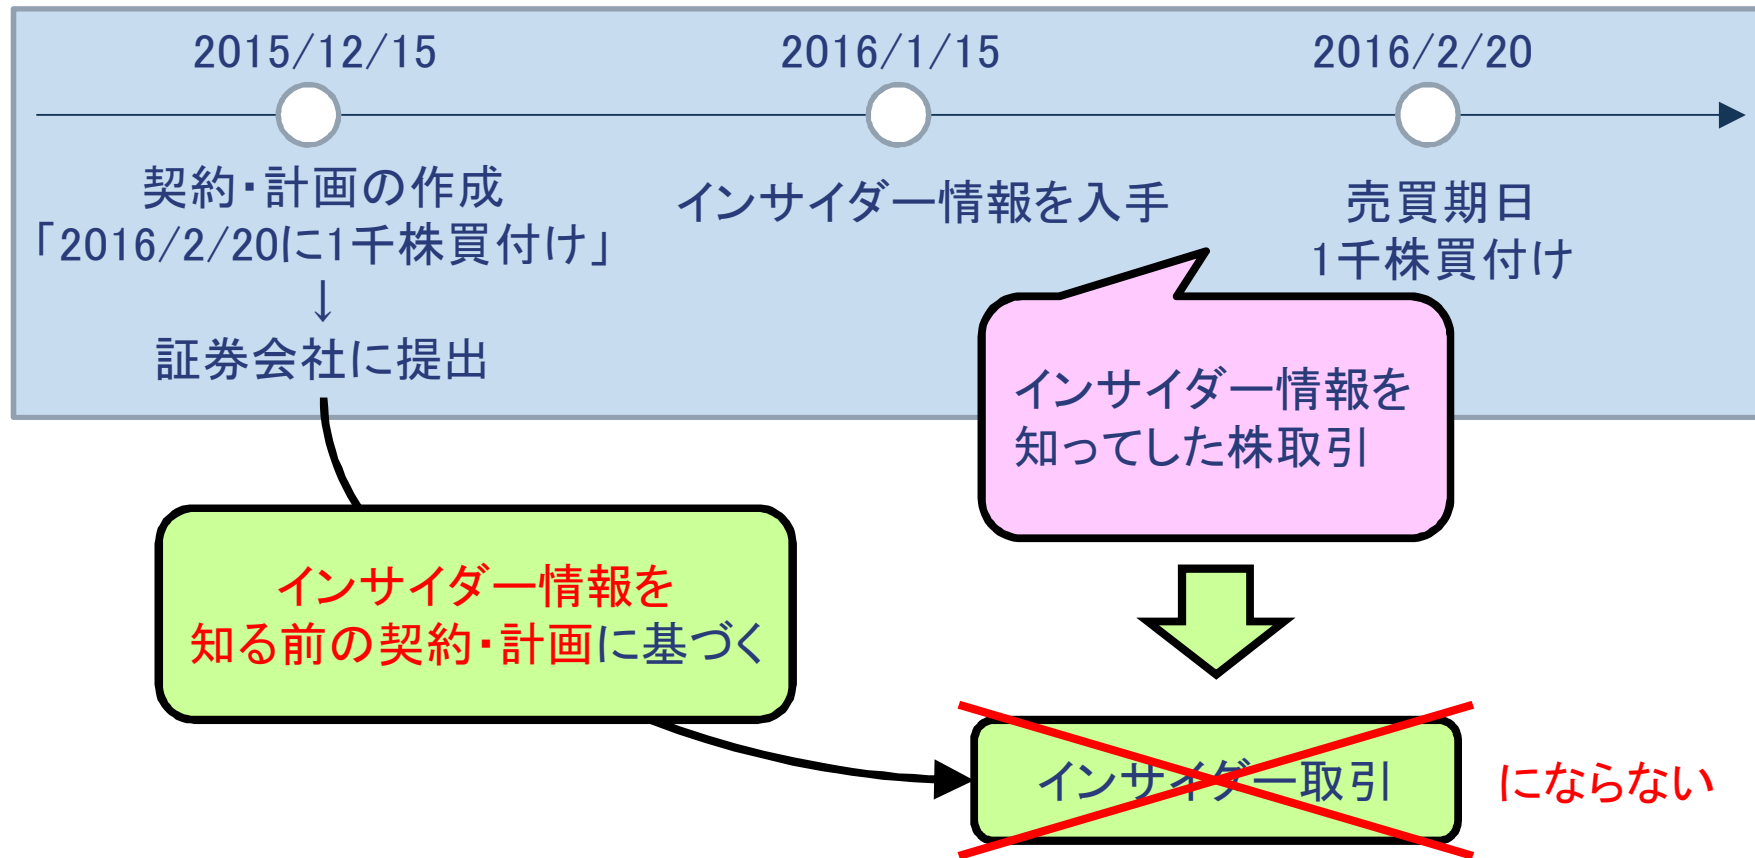 2015/12/15
契約・計画の作成
「2016/2/20に1千株買付け」
↓
証券会社に提出
2016/1/15
インサイダー情報を入手
2016/2/20
売買期日
1千株買付け
インサイダー情報を
知ってした株取引
インサイダー情報を
知る前の契約・計画に基づく
インサイダー取引
にならない